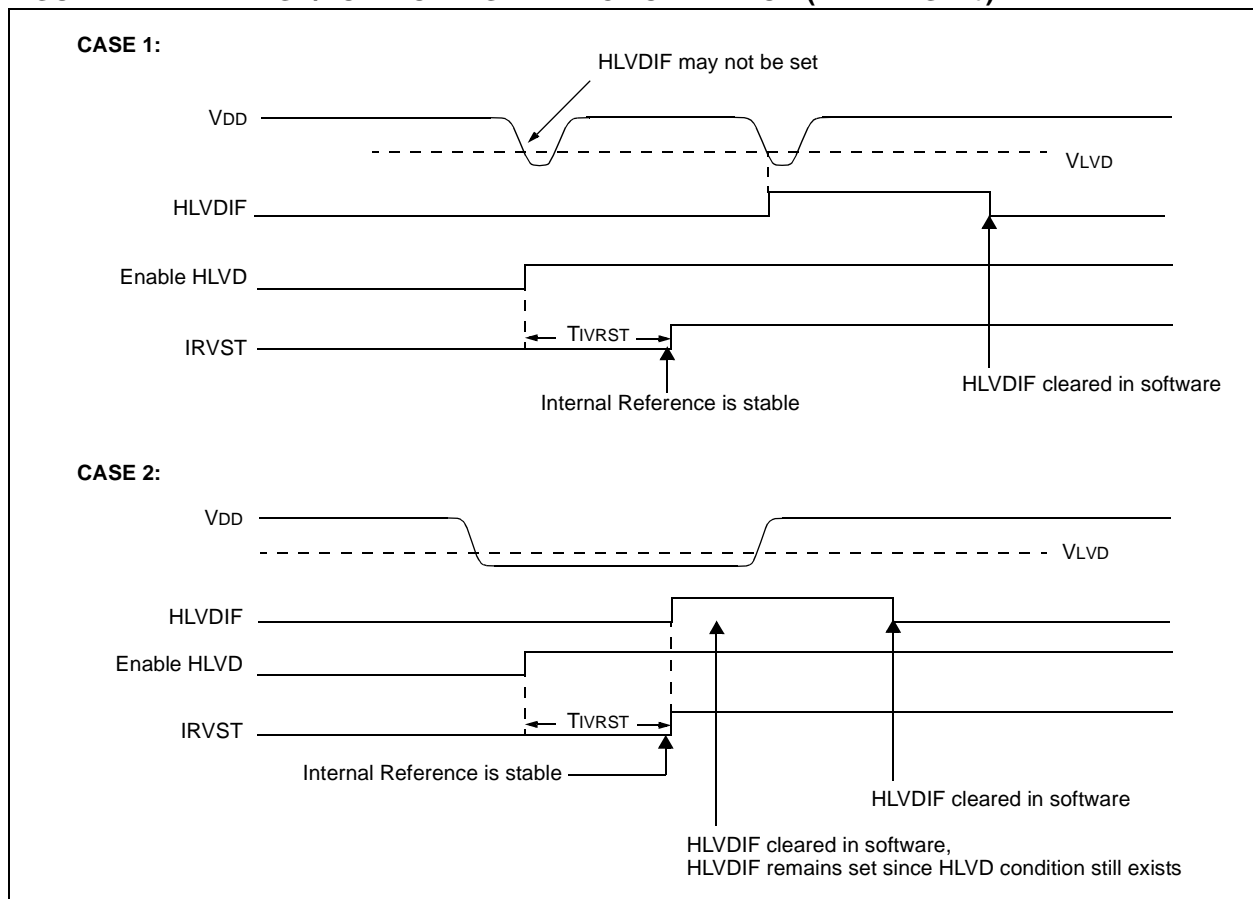 CASE 1:
HLVDIF may not be set
VDD
VLVD
HLVDIF
Enable HLVD
TIVRST
IRVST
HLVDIF cleared in software
Internal Reference is stable
CASE 2:
VDD
VLVD
HLVDIF
Enable HLVD
TIVRST
IRVST
Internal Reference is stable
HLVDIF cleared in software
HLVDIF cleared in software,
HLVDIF remains set since HLVD condition still exists